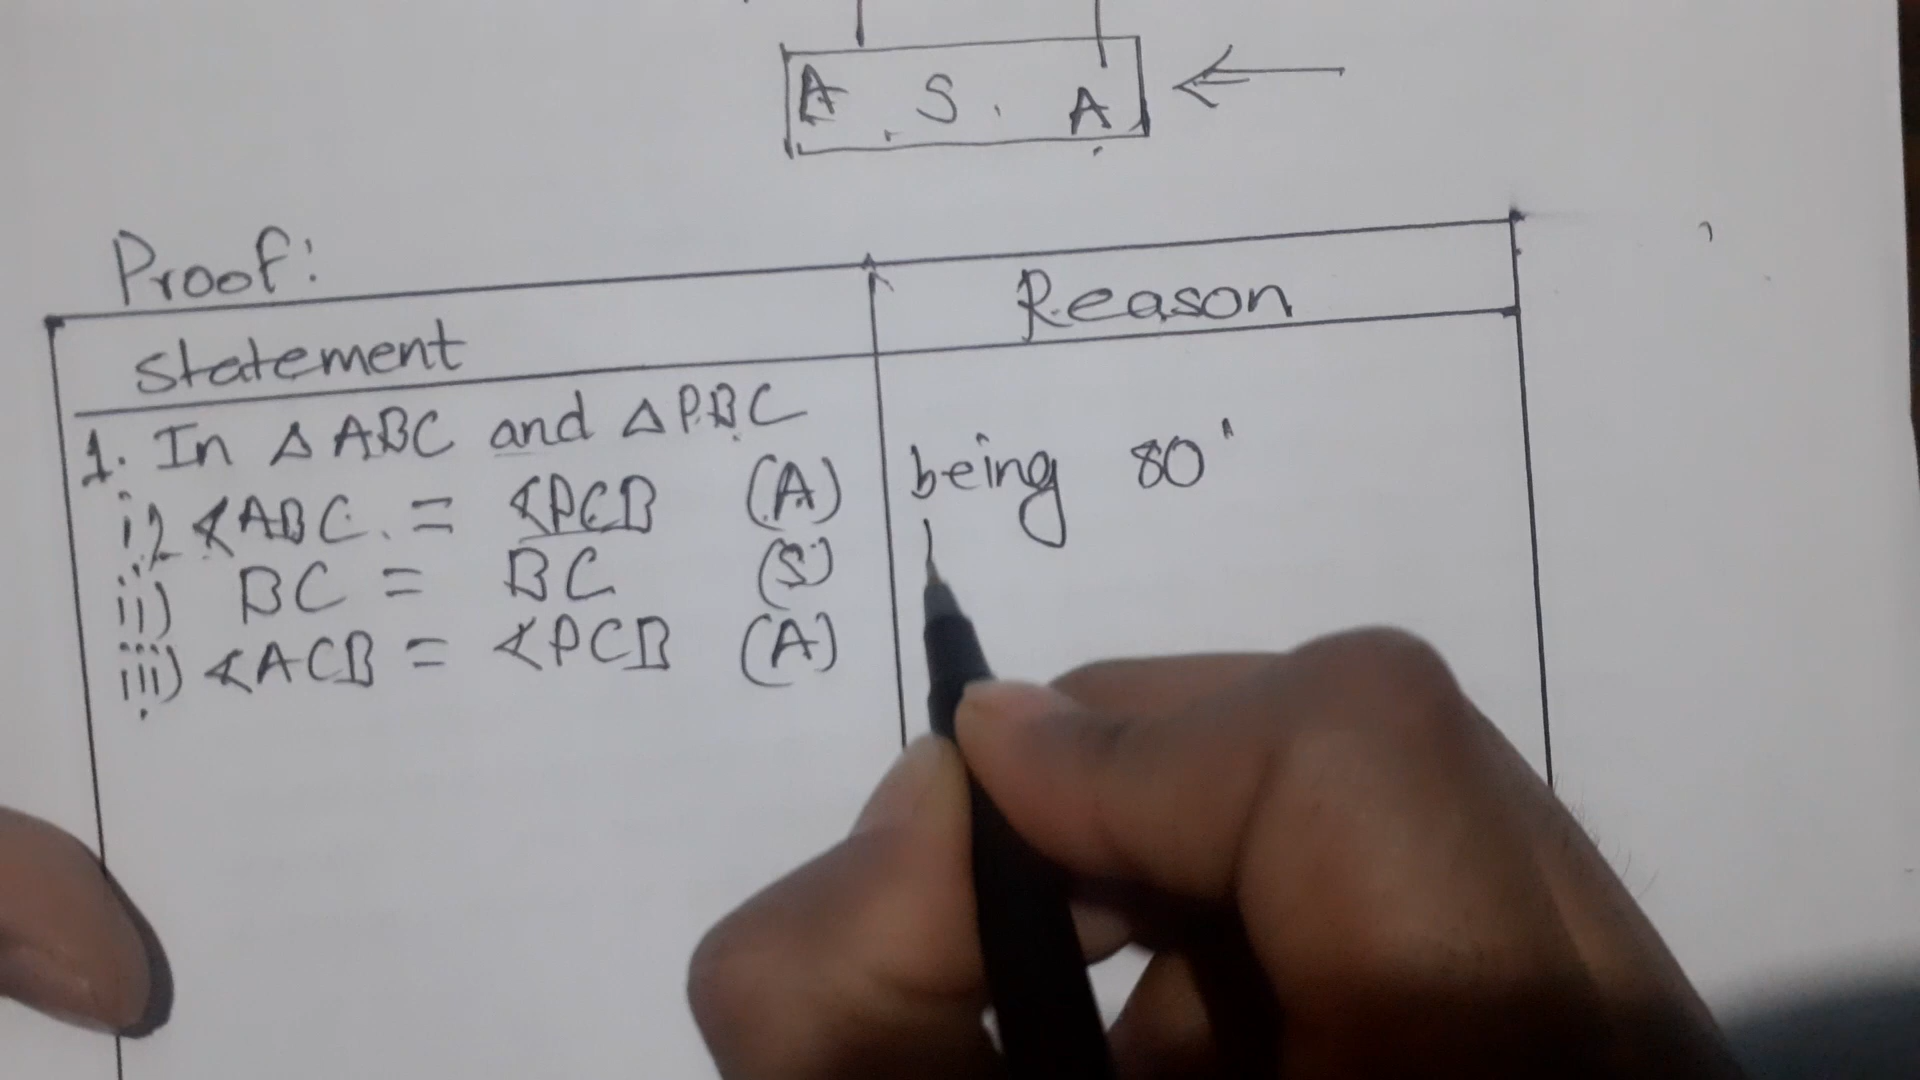 A. S. A
Proof:
Statement
Reason
1. In △ ABC and △ PBC
i) ∡ABC. = ∡PCB (A)
being 80°
ii) BC = BC (S)
iii) ∡ACB = ∡PCB (A)